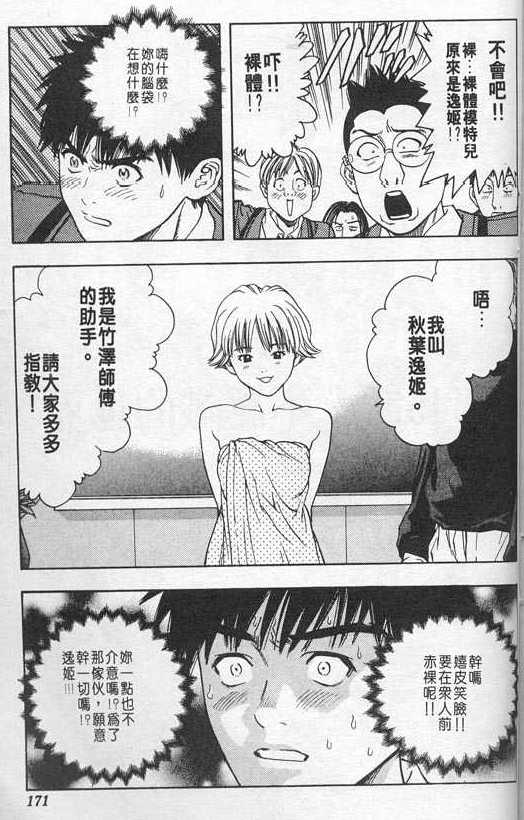 不會吧!!
裸…裸體模特兒
原來是逸姬!?
吓!!
裸體!?
嗨什麼!?
妳的腦袋
在想什麼!?
唔…
我叫
秋葉逸姬。
我是竹澤師傅
的助手。
請大家多多
指教！
幹嗎
嬉皮笑臉!!
要在眾人前
赤裸呢!!
妳一點也不
介意嗎!?為了
那傢伙，願意
幹一切嗎!?
逸姬!!!
171